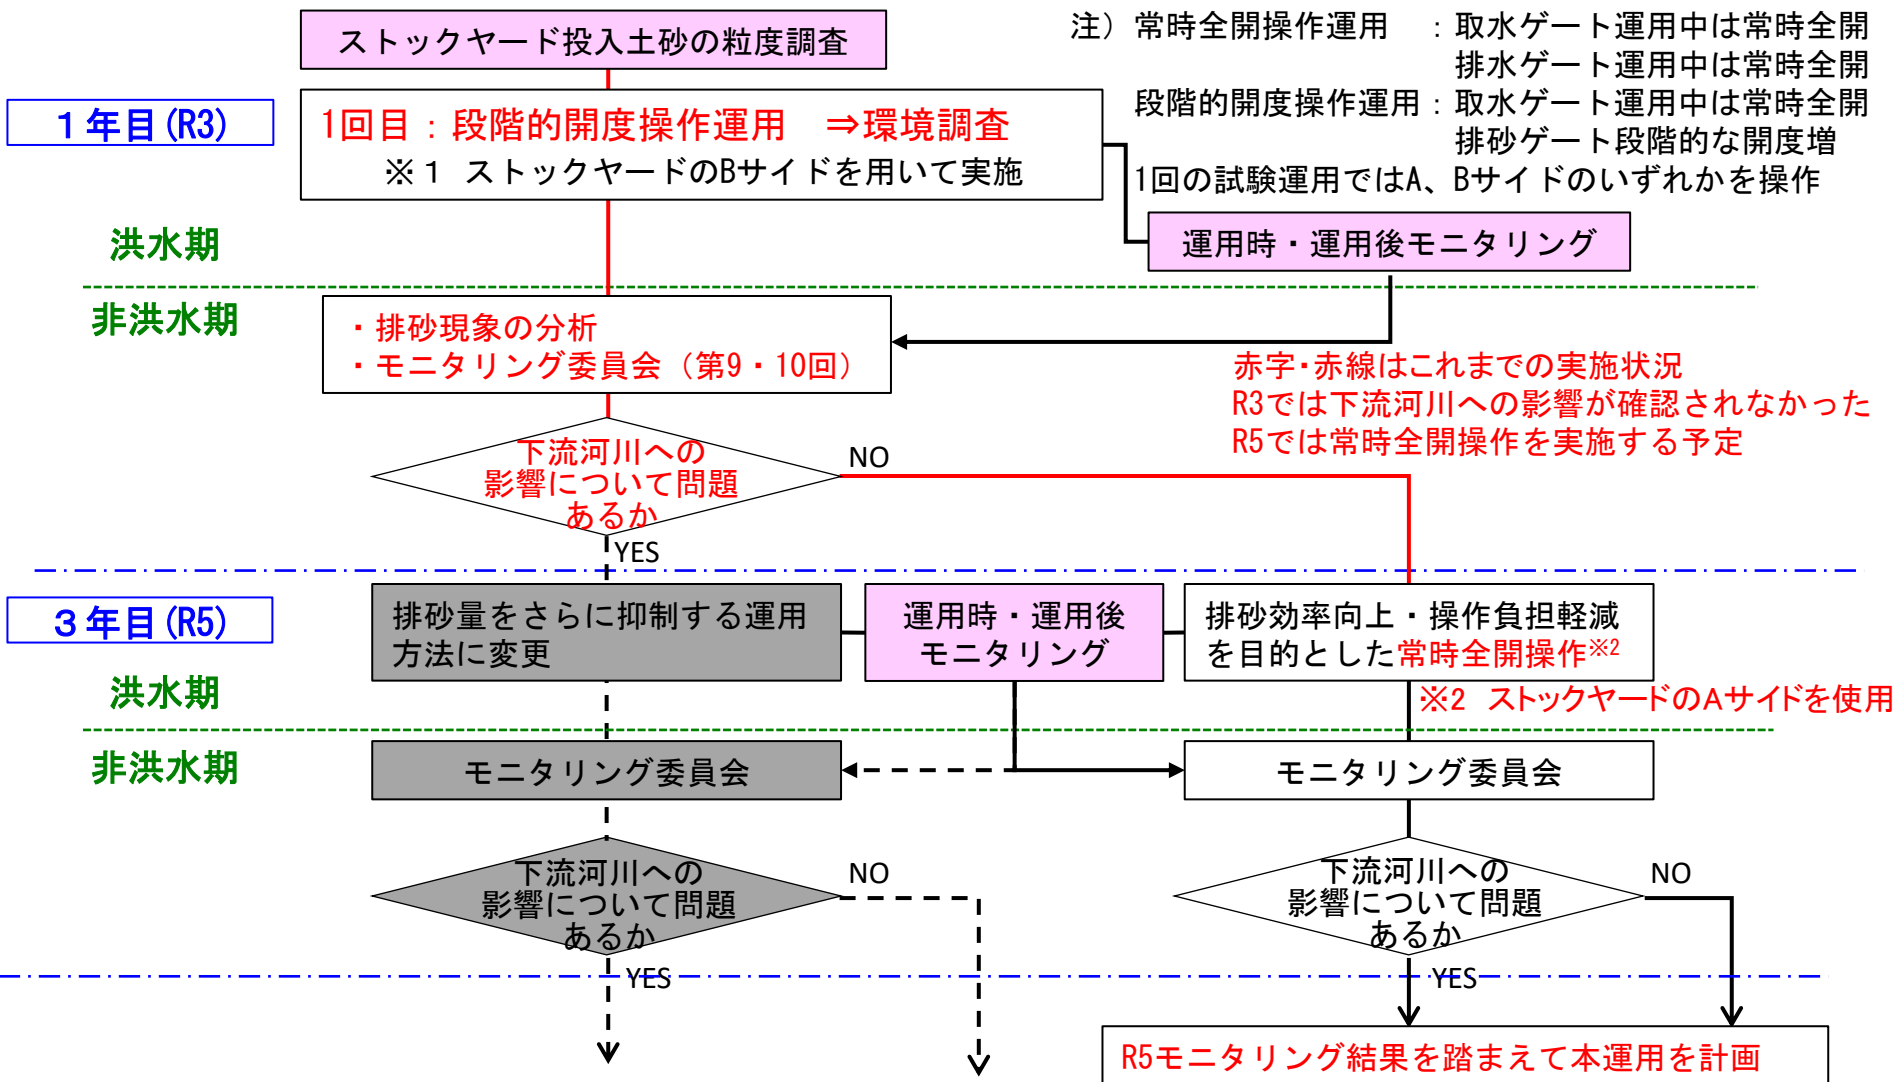 ストックヤード投入土砂の粒度調査
注）常時全開操作運用　：取水ゲート運用中は常時全開
排水ゲート運用中は常時全開
段階的開度操作運用：取水ゲート運用中は常時全開
排砂ゲート段階的な開度増
1回の試験運用ではA、Bサイドのいずれかを操作
１年目(R3)
1回目：段階的開度操作運用　⇒環境調査
※１　ストックヤードのBサイドを用いて実施
洪水期
運用時・運用後モニタリング
非洪水期
・排砂現象の分析
・モニタリング委員会（第9・10回）
赤字・赤線はこれまでの実施状況
R3では下流河川への影響が確認されなかった
R5では常時全開操作を実施する予定
下流河川への
影響について問題
あるか
NO
YES
３年目(R5)
排砂量をさらに抑制する運用
方法に変更
運用時・運用後
モニタリング
排砂効率向上・操作負担軽減
を目的とした常時全開操作※2
洪水期
※2　ストックヤードのAサイドを使用
非洪水期
モニタリング委員会
モニタリング委員会
下流河川への
影響について問題
あるか
NO
YES
下流河川への
影響について問題
あるか
NO
YES
R5モニタリング結果を踏まえて本運用を計画